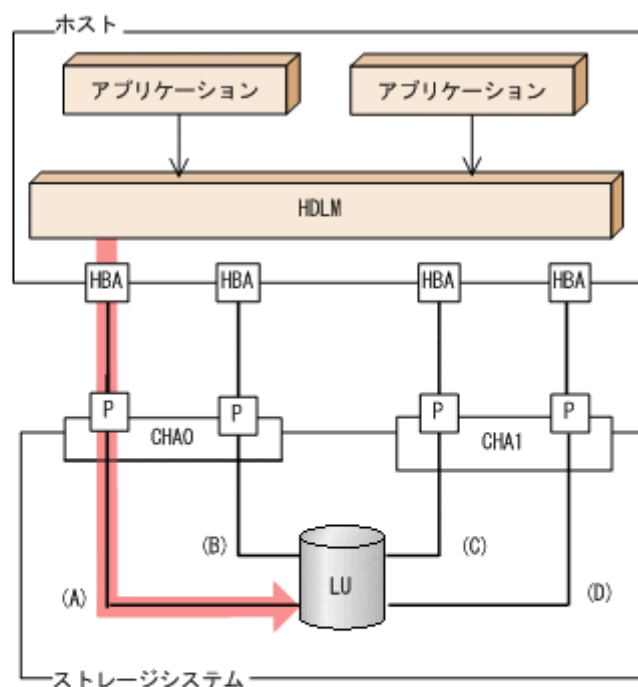 ホスト
アプリケーション
アプリケーション
HDLM
HBA
HBA
HBA
HBA
P
P
P
P
CHA0
CHA1
(B)
(C)
LU
(A)
(D)
ストレージシステム